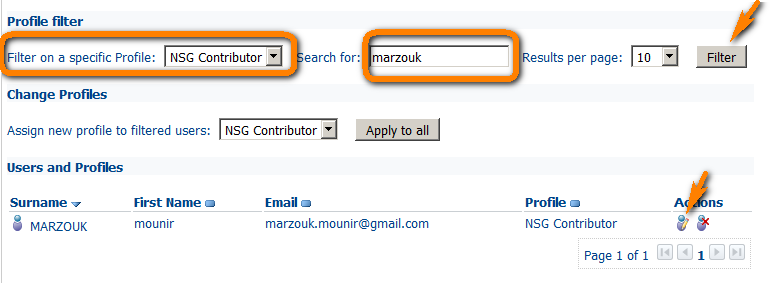 Profile filter
Filter on a specific Profile: NSG Contributor Search for: marzouk Results per page: 10 Filter
Change Profiles
Assign new profile to filtered users: NSG Contributor Apply to all
Users and Profiles
Surname First Name Email Profile Actions
MARZOUK mounir marzouk.mounir@gmail.com NSG Contributor
Page 1 of 1 1